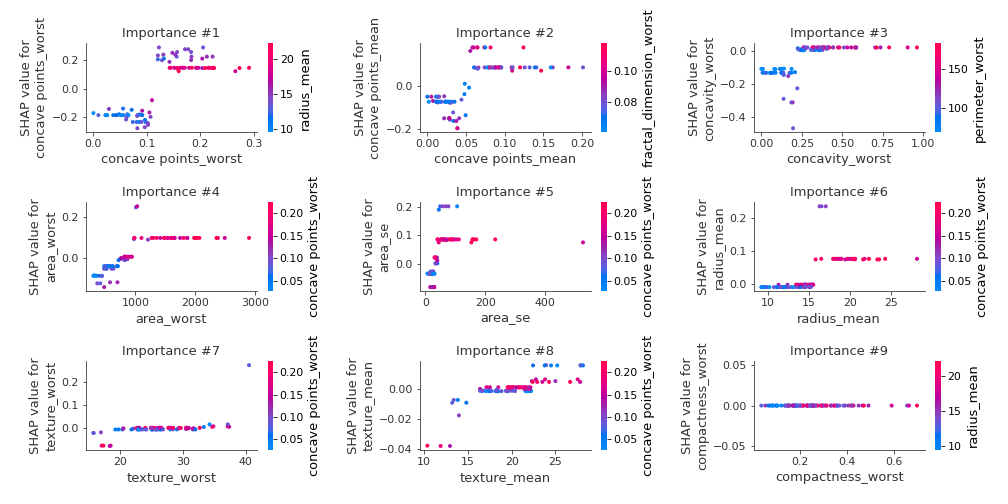 Importance #1
SHAP value for
concave points_worst
0.2
0.0
−0.2
0.0
0.1
0.2
0.3
concave points_worst
20
15
10
radius_mean
Importance #2
SHAP value for
concave points_mean
0.0
−0.2
0.00
0.05
0.10
0.15
0.20
concave points_mean
0.10
0.08
fractal_dimension_worst
Importance #3
SHAP value for
concavity_worst
0.0
−0.2
−0.4
0.00
0.25
0.50
0.75
1.00
concavity_worst
150
100
perimeter_worst
Importance #4
SHAP value for
area_worst
0.2
0.0
1000
2000
3000
area_worst
0.20
0.15
0.10
0.05
concave points_worst
Importance #5
SHAP value for
area_se
0.2
0.1
0.0
0
200
400
area_se
0.20
0.15
0.10
0.05
concave points_worst
Importance #6
SHAP value for
radius_mean
0.2
0.1
0.0
10
15
20
25
radius_mean
0.20
0.15
0.10
0.05
concave points_worst
Importance #7
SHAP value for
texture_worst
0.2
0.1
0.0
20
30
40
texture_worst
0.20
0.15
0.10
0.05
concave points_worst
Importance #8
SHAP value for
texture_mean
0.00
−0.02
−0.04
10
15
20
25
texture_mean
0.20
0.15
0.10
0.05
concave points_worst
Importance #9
SHAP value for
compactness_worst
0.05
0.00
−0.05
0.2
0.4
0.6
compactness_worst
20
15
10
radius_mean